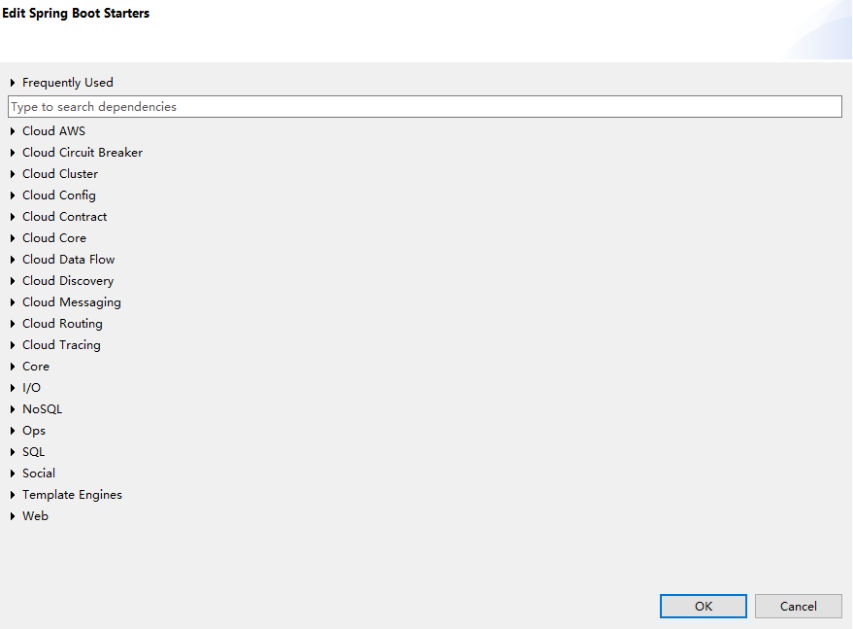 Edit Spring Boot Starters
Frequently Used
Type to search dependencies
Cloud AWS
Cloud Circuit Breaker
Cloud Cluster
Cloud Config
Cloud Contract
Cloud Core
Cloud Data Flow
Cloud Discovery
Cloud Messaging
Cloud Routing
Cloud Tracing
Core
I/O
NoSQL
Ops
SQL
Social
Template Engines
Web
OK Cancel